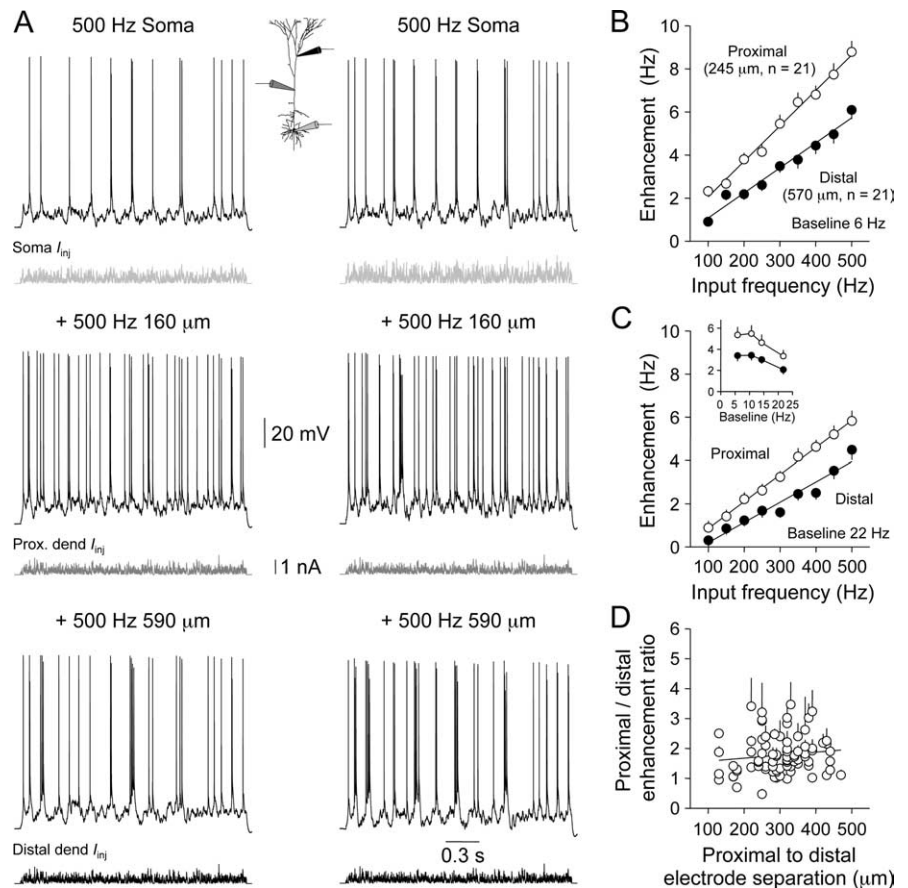 A
500 Hz Soma
500 Hz Soma
Soma Iinj
+ 500 Hz 160 μm
+ 500 Hz 160 μm
20 mV
Prox. dend Iinj
1 nA
+ 500 Hz 590 μm
+ 500 Hz 590 μm
0.3 s
Distal dend Iinj
B
Enhancement (Hz)
10
8
6
4
2
0
Proximal
(245 μm, n = 21)
Distal
(570 μm, n = 21)
Baseline 6 Hz
100 200 300 400 500
Input frequency (Hz)
C
Enhancement (Hz)
10
8
6
4
2
0
6
4
2
0
0 5 10 15 20 25
Baseline (Hz)
Proximal
Distal
Baseline 22 Hz
100 200 300 400 500
Input frequency (Hz)
D
Proximal / distal
enhancement ratio
6
5
4
3
2
1
0
100 200 300 400 500
Proximal to distal
electrode separation (μm)